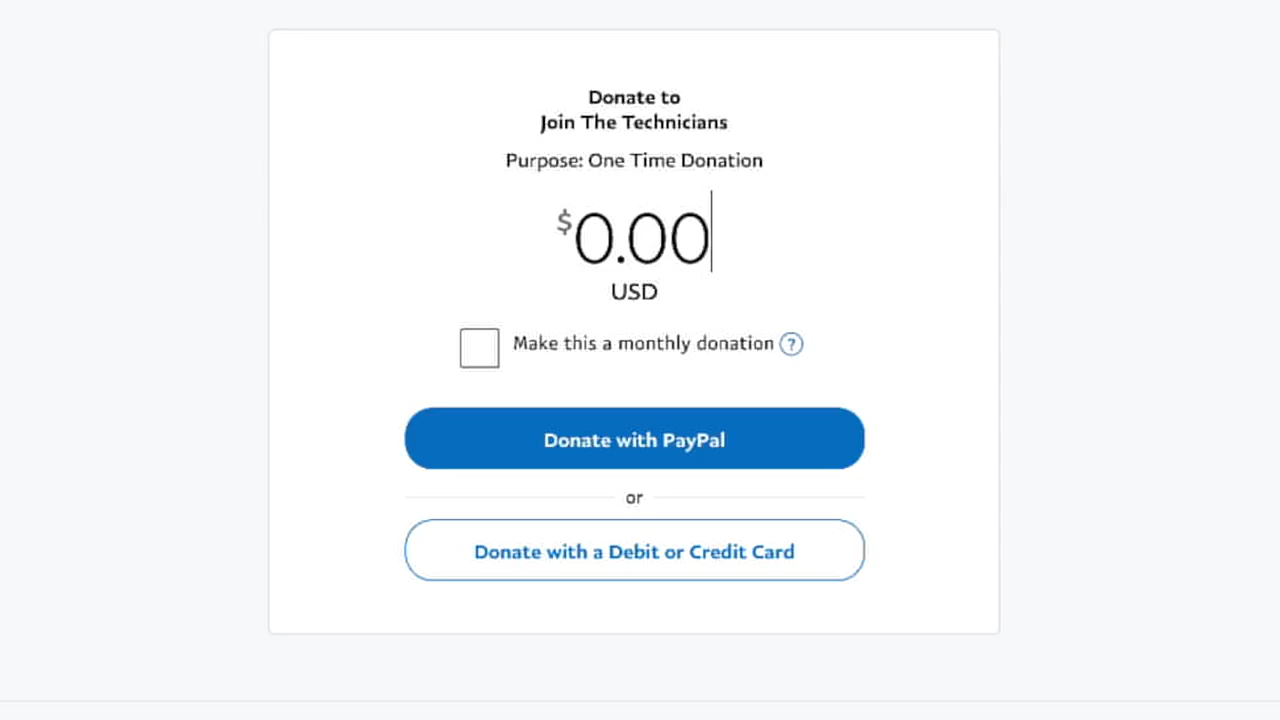 Donate to
Join The Technicians
Purpose: One Time Donation
$0.00
USD
Make this a monthly donation ?
Donate with PayPal
or
Donate with a Debit or Credit Card